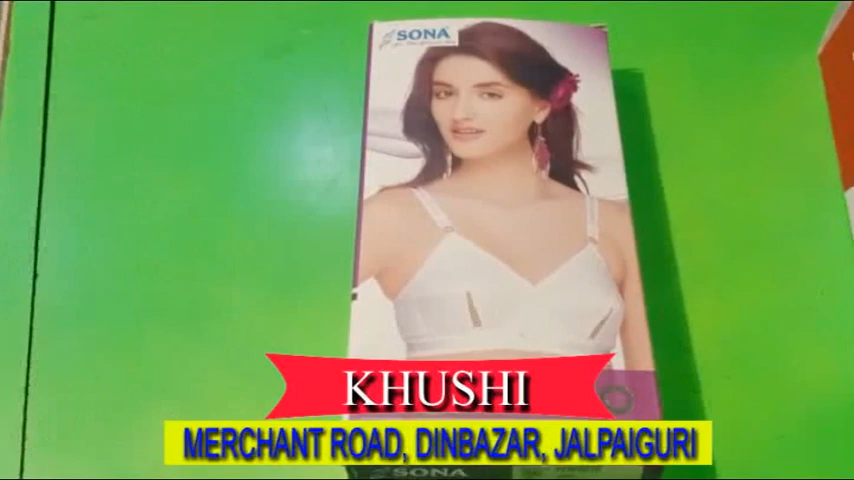 SONA
KHUSHI
MERCHANT ROAD, DINBAZAR, JALPAIGURI
SONA